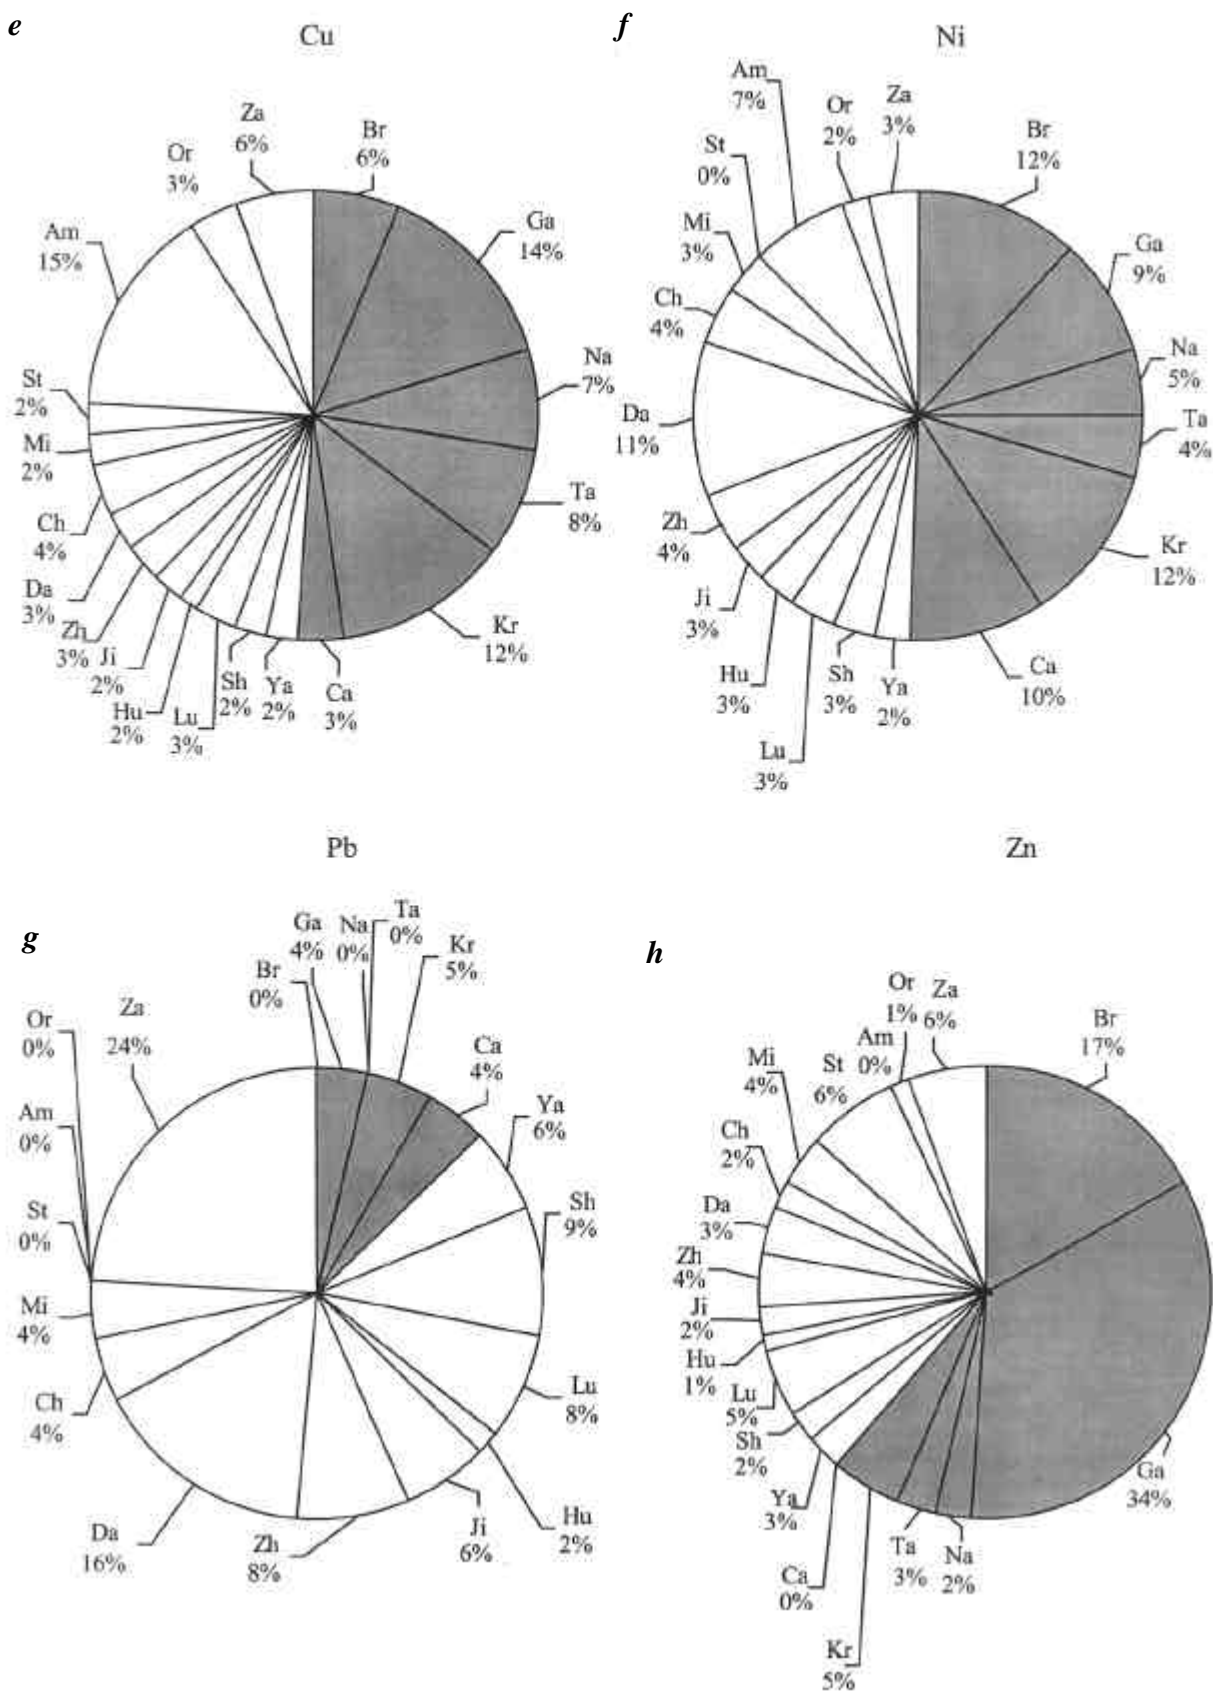 e
Cu
Za
6%
Br
6%
Or
3%
Ga
14%
Am
15%
Na
7%
St
2%
Mi
2%
Ta
8%
Ch
4%
Da
3%
Zh
3%
Ji
2%
Kr
12%
Hu
2%
Lu
3%
Sh
2%
Ya
2%
Ca
3%
f
Ni
Am
7%
Or
2%
Za
3%
Br
12%
St
0%
Mi
3%
Ga
9%
Ch
4%
Na
5%
Da
11%
Ta
4%
Zh
4%
Kr
12%
Ji
3%
Hu
3%
Lu
3%
Sh
3%
Ya
2%
Ca
10%
g
Pb
Ga
4%
Na
0%
Ta
0%
Kr
5%
Br
0%
Za
24%
Or
0%
Ca
4%
Am
0%
Ya
6%
St
0%
Sh
9%
Mi
4%
Ch
4%
Lu
8%
Da
16%
Zh
8%
Ji
6%
Hu
2%
h
Zn
Or
1%
Za
6%
Br
17%
Am
0%
St
6%
Mi
4%
Ch
2%
Da
3%
Zh
4%
Ji
2%
Hu
1%
Lu
5%
Sh
2%
Ya
3%
Ca
0%
Kr
5%
Ta
3%
Na
2%
Ga
34%